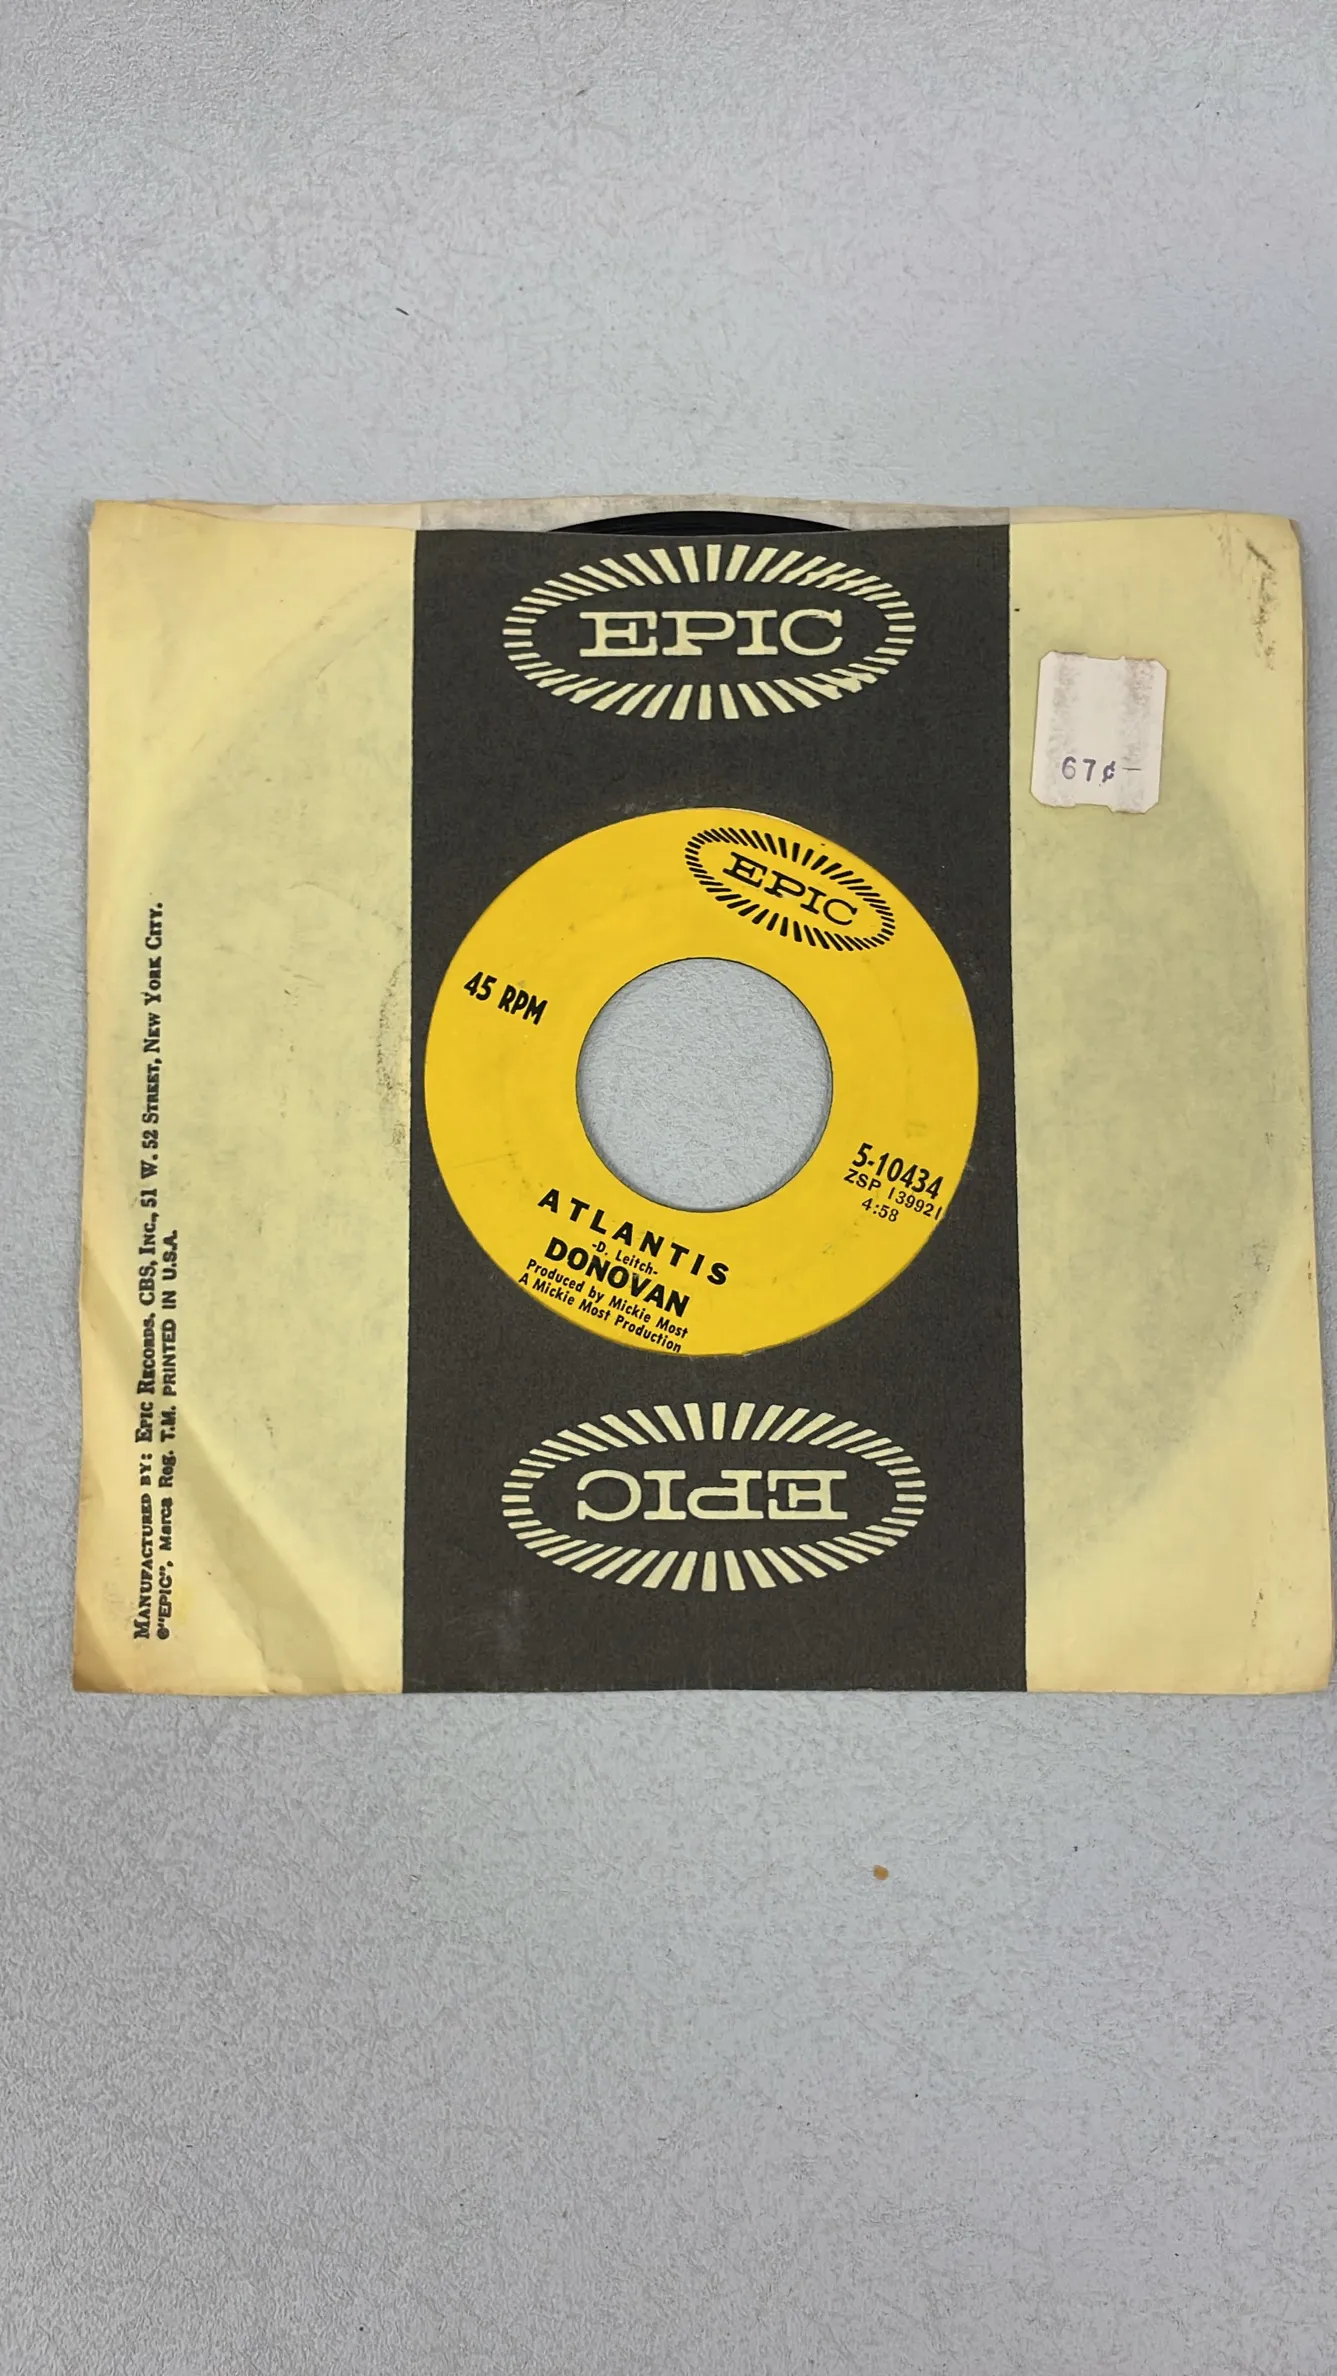 EPIC
67¢-
EPIC
45 RPM
5-10434
ZSP 139921
4:58
ATLANTIS
-D. Leitch-
DONOVAN
Produced by Mickie Most
A Mickie Most Production
EPIC
MANUFACTURED BY: EPIC RECORDS, CBS, INC., 51 W. 52 STREET, NEW YORK CITY.
®"EPIC", Marca Reg. T.M. PRINTED IN U.S.A.